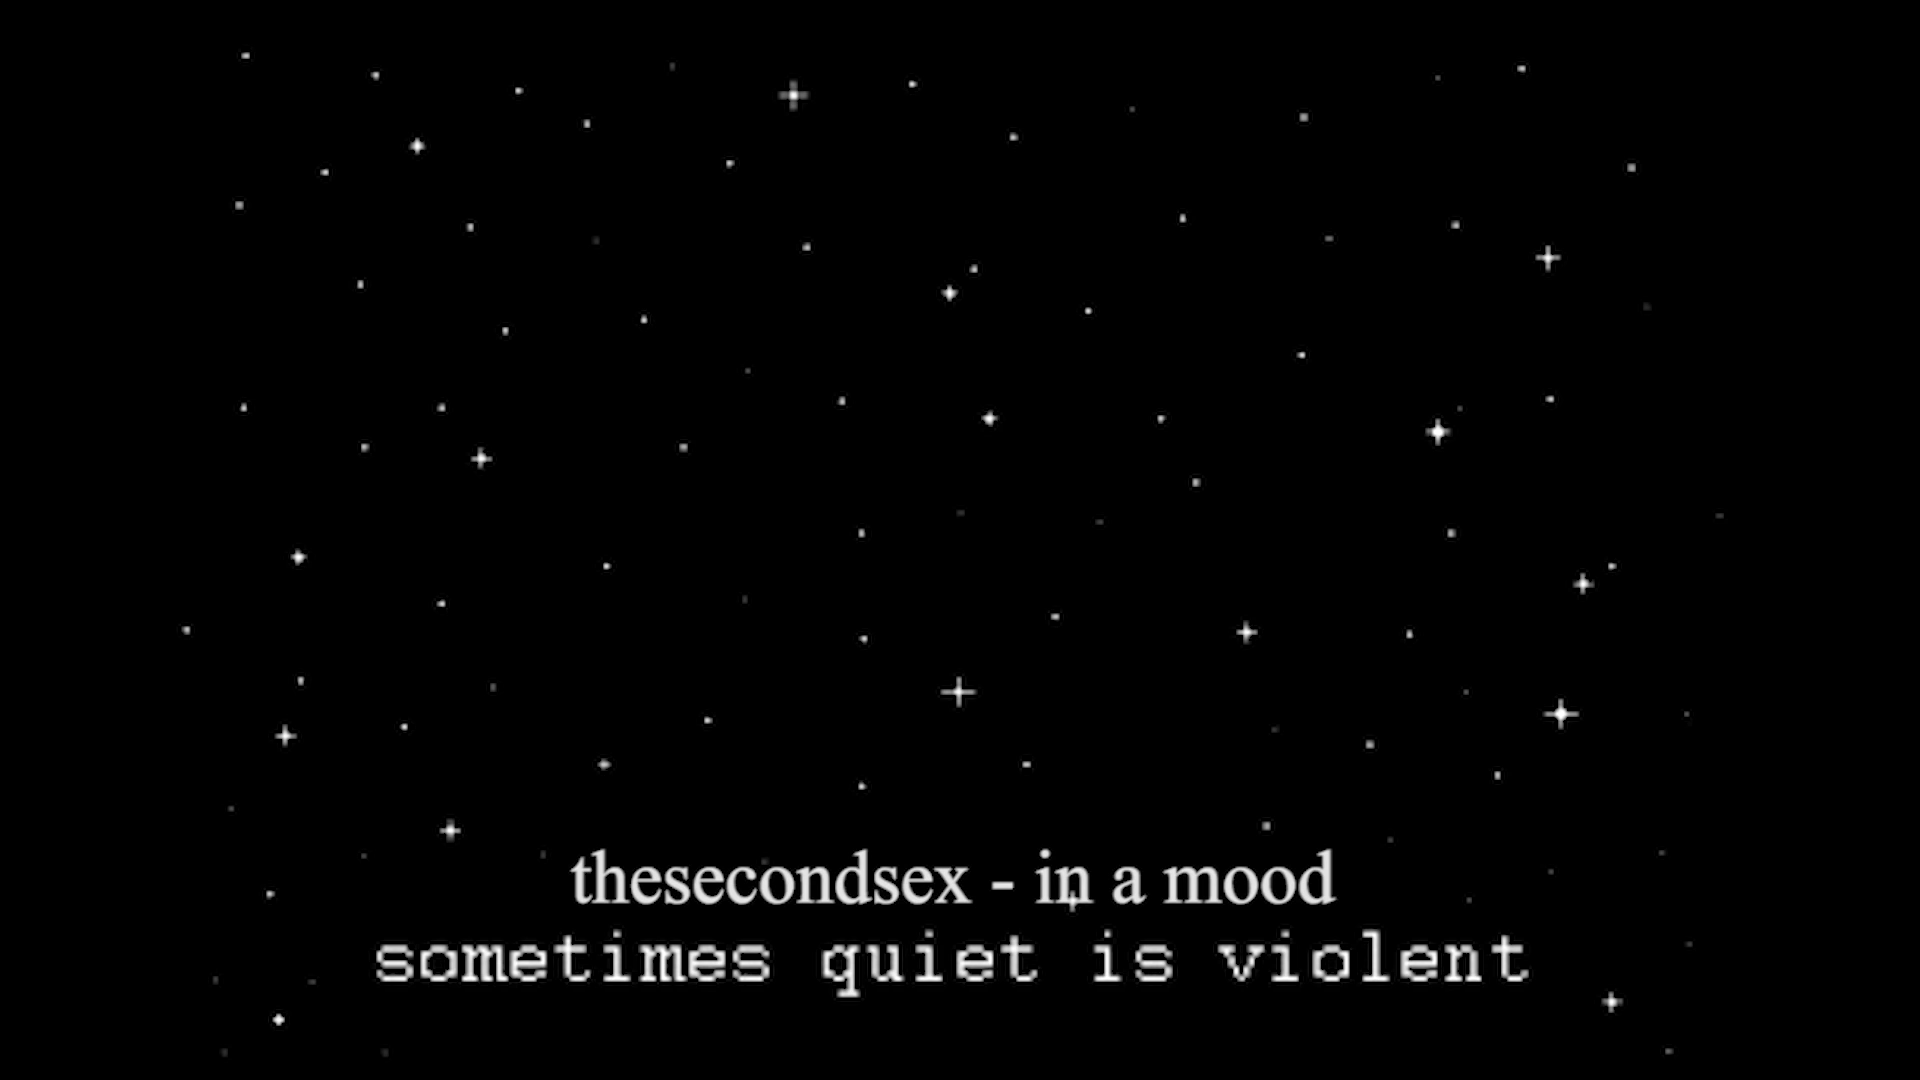 thesecondsex - in a mood
sometimes quiet is violent